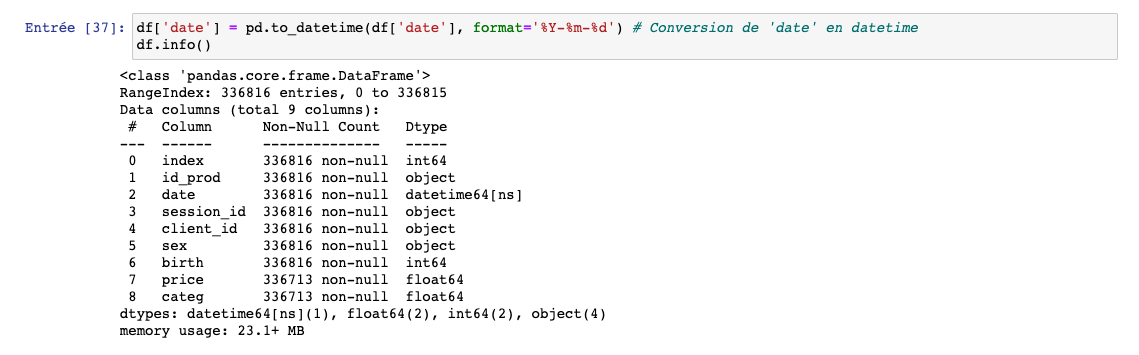 Entrée [37]: df['date'] = pd.to_datetime(df['date'], format='%Y-%m-%d') # Conversion de 'date' en datetime
df.info()
<class 'pandas.core.frame.DataFrame'>
RangeIndex: 336816 entries, 0 to 336815
Data columns (total 9 columns):
 #   Column      Non-Null Count   Dtype
---  ------      --------------   -----
 0   index       336816 non-null  int64
 1   id_prod     336816 non-null  object
 2   date        336816 non-null  datetime64[ns]
 3   session_id  336816 non-null  object
 4   client_id   336816 non-null  object
 5   sex         336816 non-null  object
 6   birth       336816 non-null  int64
 7   price       336713 non-null  float64
 8   categ       336713 non-null  float64
dtypes: datetime64[ns](1), float64(2), int64(2), object(4)
memory usage: 23.1+ MB